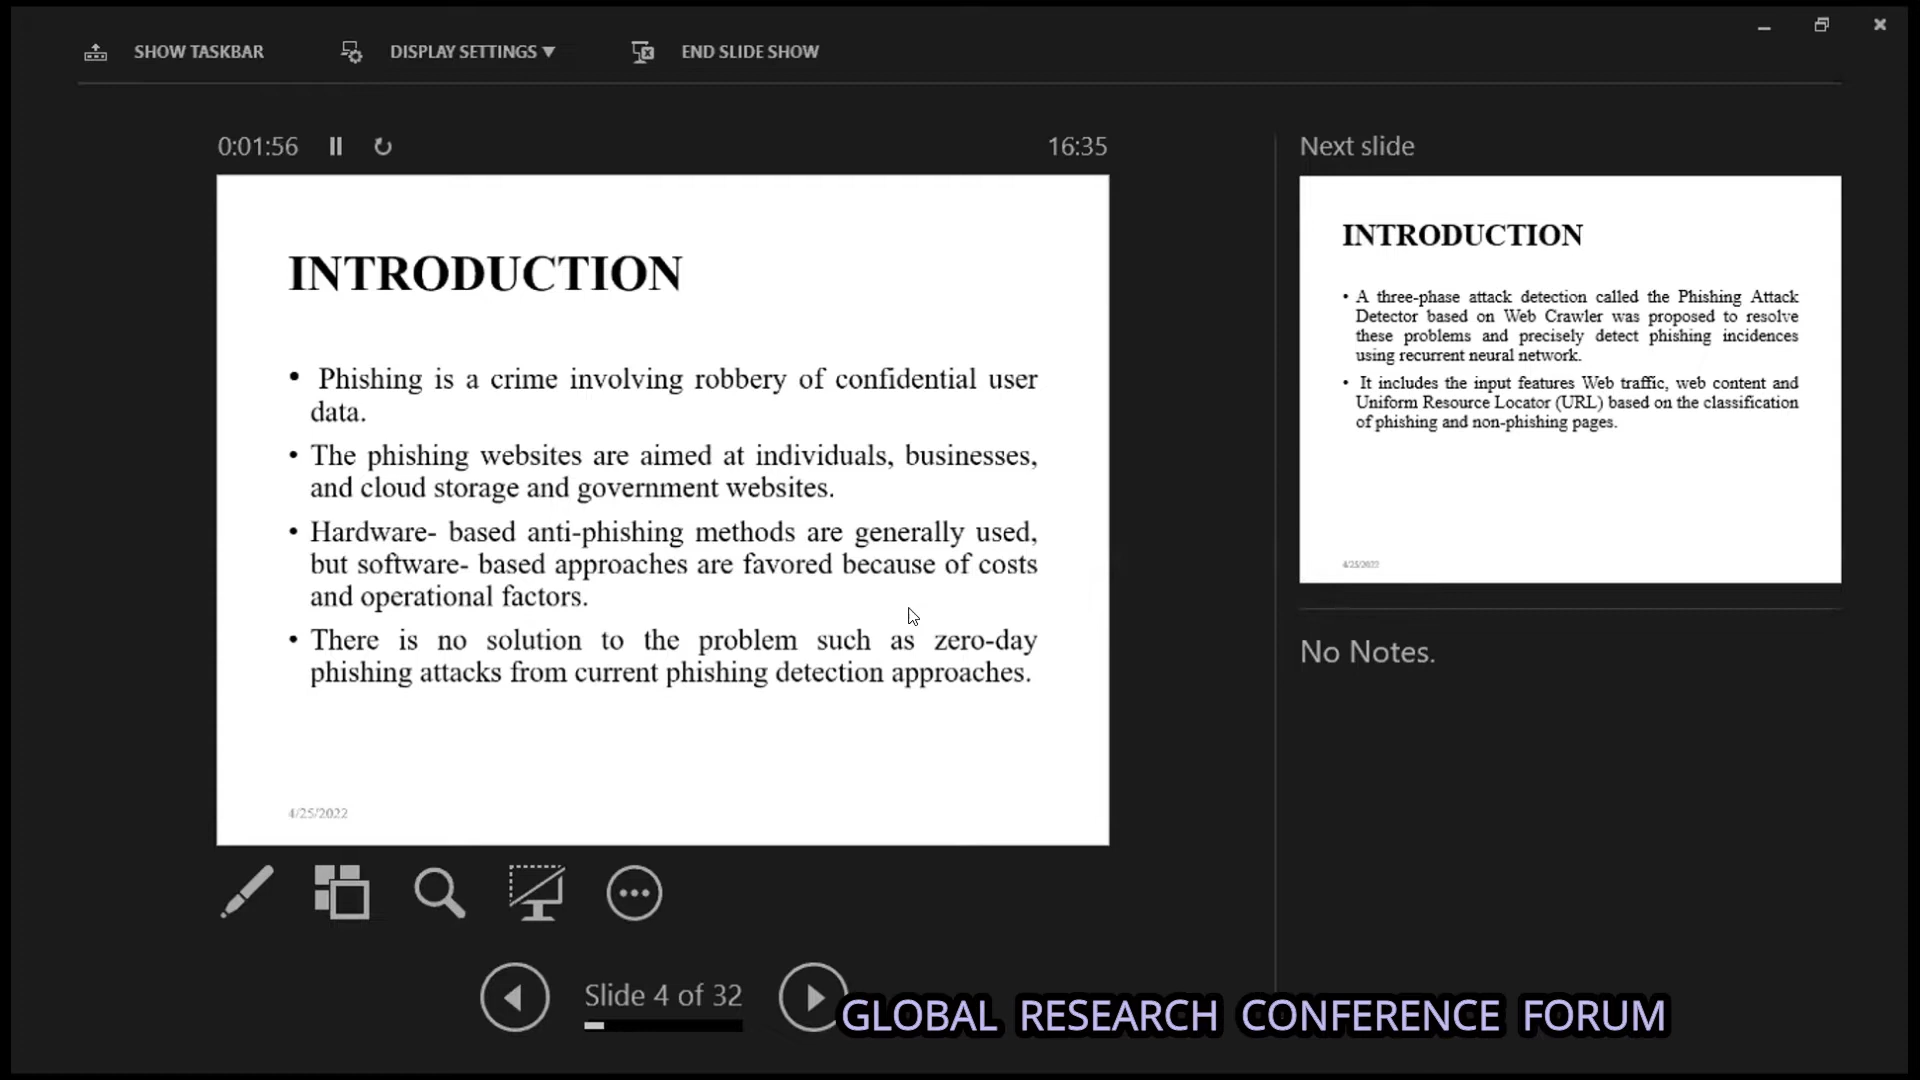 SHOW TASKBAR
DISPLAY SETTINGS ▼
END SLIDE SHOW
0:01:56
16:35
INTRODUCTION
• Phishing is a crime involving robbery of confidential user
data.
• The phishing websites are aimed at individuals, businesses,
and cloud storage and government websites.
• Hardware- based anti-phishing methods are generally used,
but software- based approaches are favored because of costs
and operational factors.
• There is no solution to the problem such as zero-day
phishing attacks from current phishing detection approaches.
4/25/2022
Next slide
INTRODUCTION
• A three-phase attack detection called the Phishing Attack
Detector based on Web Crawler was proposed to resolve
these problems and precisely detect phishing incidences
using recurrent neural network.
• It includes the input features Web traffic, web content and
Uniform Resource Locator (URL) based on the classification
of phishing and non-phishing pages.
4/25/2022
No Notes.
Slide 4 of 32
GLOBAL RESEARCH CONFERENCE FORUM